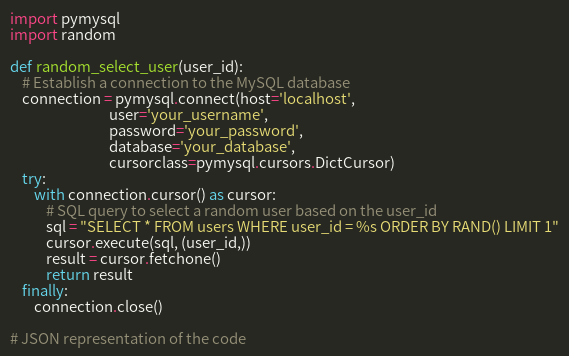 import pymysql
import random

def random_select_user(user_id):
    # Establish a connection to the MySQL database
    connection = pymysql.connect(host='localhost',
                                 user='your_username',
                                 password='your_password',
                                 database='your_database',
                                 cursorclass=pymysql.cursors.DictCursor)
    try:
        with connection.cursor() as cursor:
            # SQL query to select a random user based on the user_id
            sql = "SELECT * FROM users WHERE user_id = %s ORDER BY RAND() LIMIT 1"
            cursor.execute(sql, (user_id,))
            result = cursor.fetchone()
            return result
    finally:
        connection.close()

# JSON representation of the code